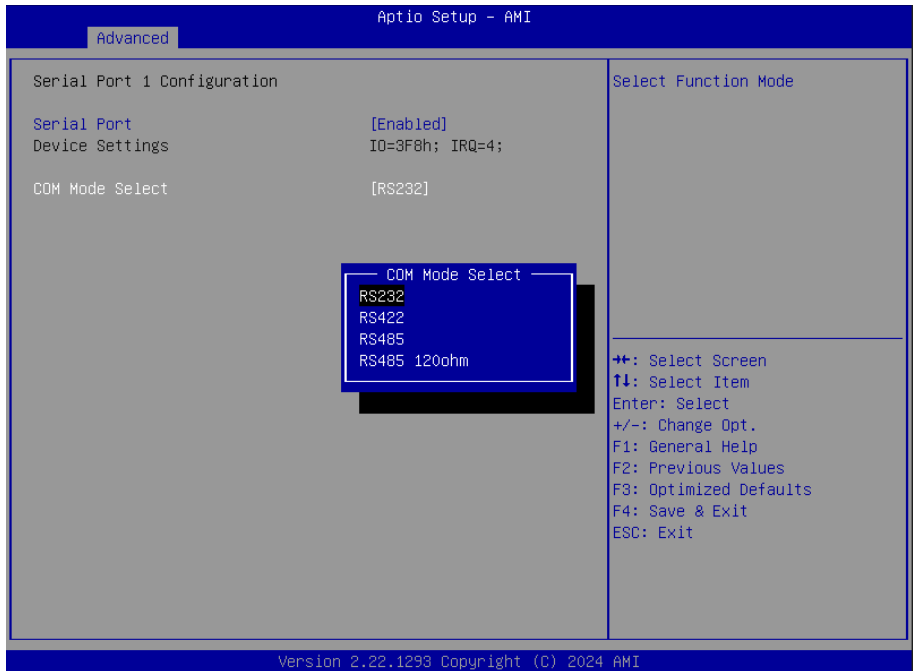 Aptio Setup – AMI
Advanced
Serial Port 1 Configuration
Serial Port [Enabled]
Device Settings IO=3F8h; IRQ=4;
COM Mode Select [RS232]
COM Mode Select
RS232
RS422
RS485
RS485 120ohm
Select Function Mode
→←: Select Screen
↑↓: Select Item
Enter: Select
+/-: Change Opt.
F1: General Help
F2: Previous Values
F3: Optimized Defaults
F4: Save & Exit
ESC: Exit
Version 2.22.1293 Copyright (C) 2024 AMI